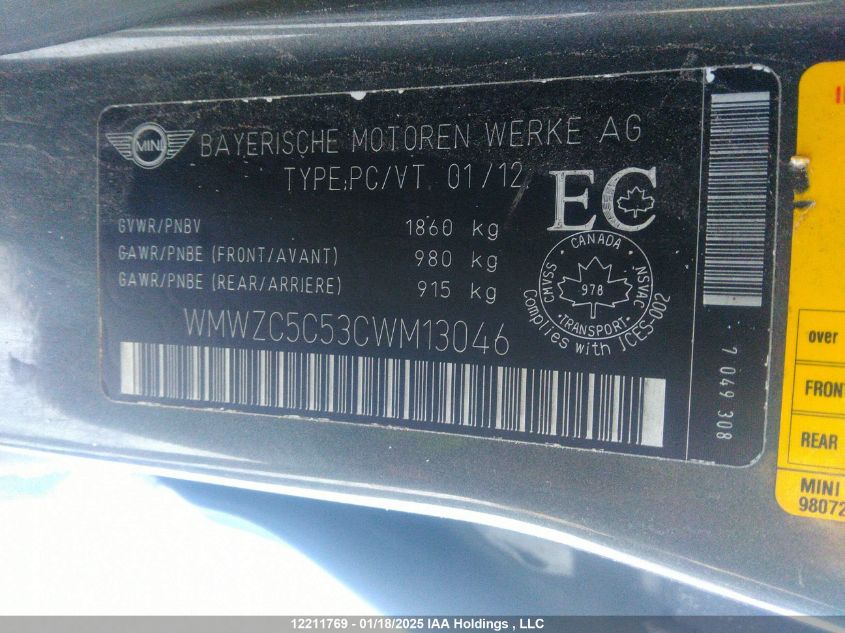 MINI
BAYERISCHE MOTOREN WERKE AG
TYPE:PC/VT 01/12
EC
GVWR/PNBV 1860 kg
GAWR/PNBE (FRONT/AVANT) 980 kg
GAWR/PNBE (REAR/ARRIERE) 915 kg
CANADA
CMVSS 978 NSVAC
TRANSPORT
Complies with JCES-002
WMWZC5C53CWM13046
7 049 308
over
FRON
REAR
MINI
98072
12211769 - 01/18/2025 IAA Holdings , LLC